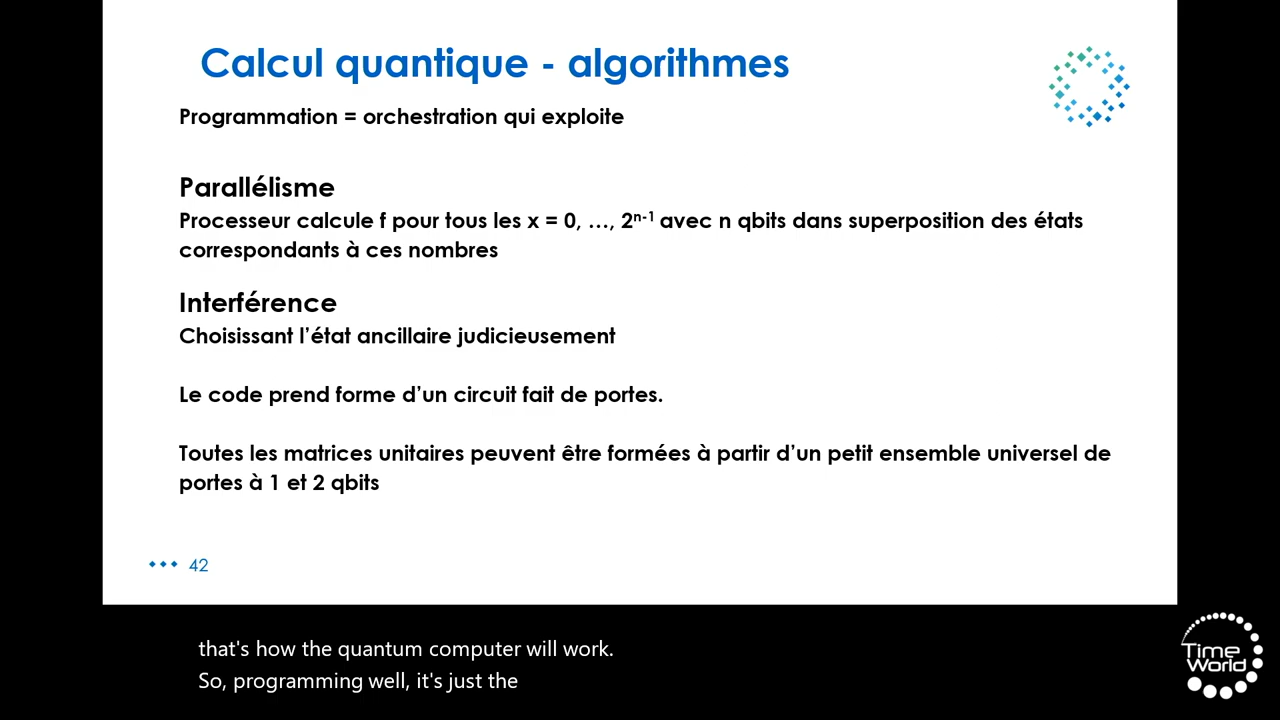 Calcul quantique - algorithmes
Programmation = orchestration qui exploite
Parallélisme
Processeur calcule f pour tous les x = 0, …, 2ⁿ⁻¹ avec n qbits dans superposition des états
correspondants à ces nombres
Interférence
Choisissant l’état ancillaire judicieusement
Le code prend forme d’un circuit fait de portes.
Toutes les matrices unitaires peuvent être formées à partir d’un petit ensemble universel de
portes à 1 et 2 qbits
42
that's how the quantum computer will work.
So, programming well, it's just the
Time
World